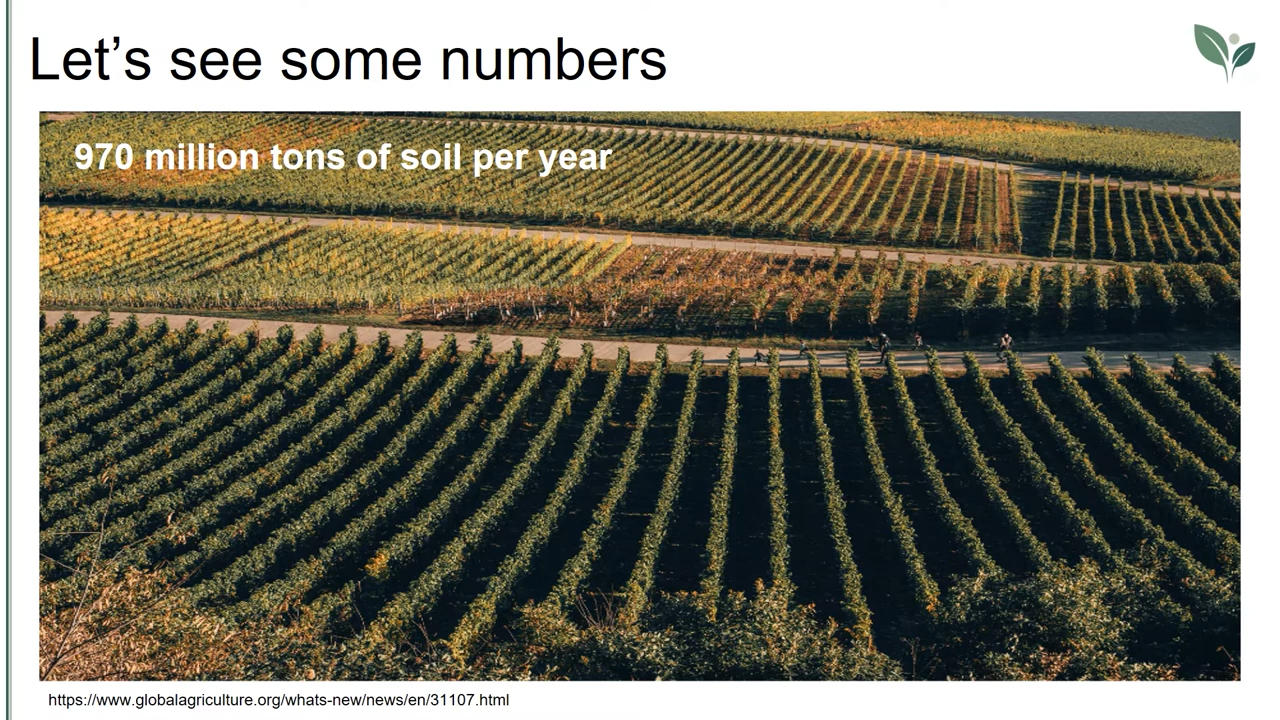 Let’s see some numbers
970 million tons of soil per year
https://www.globalagriculture.org/whats-new/news/en/31107.html